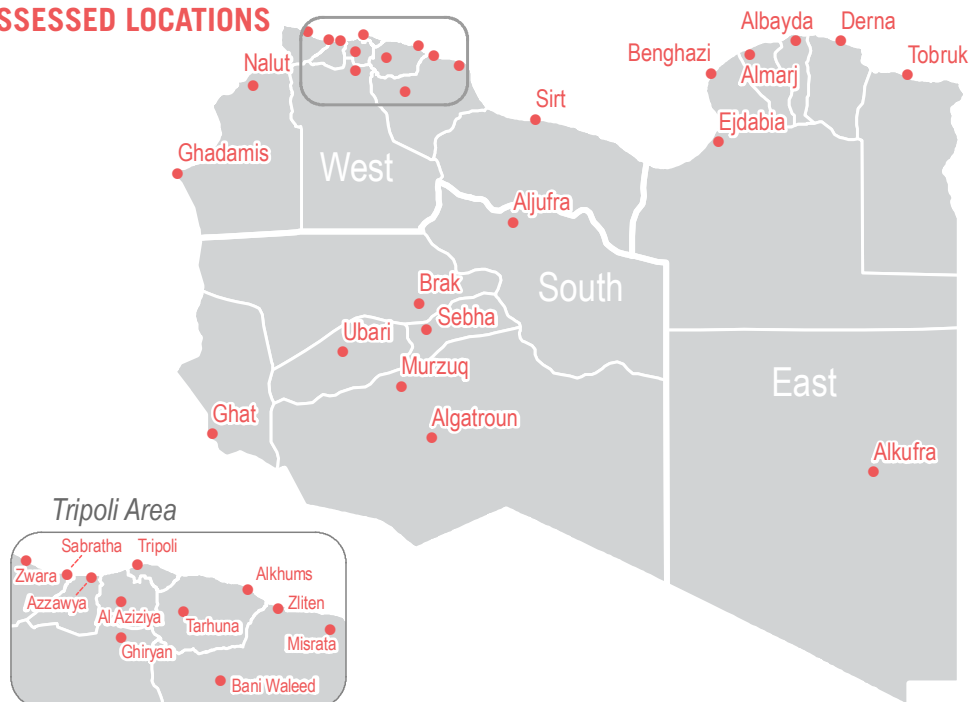 SSESSED LOCATIONS
Albayda
Derna
Benghazi
Almarj
Tobruk
Nalut
Sirt
Ejdabia
Ghadamis
West
Aljufra
Brak
South
Sebha
Ubari
Murzuq
East
Ghat
Algatroun
Alkufra
Tripoli Area
Sabratha
Tripoli
Zwara
Azzawya
Alkhums
Zliten
Al Aziziya
Tarhuna
Misrata
Ghiryan
Bani Waleed